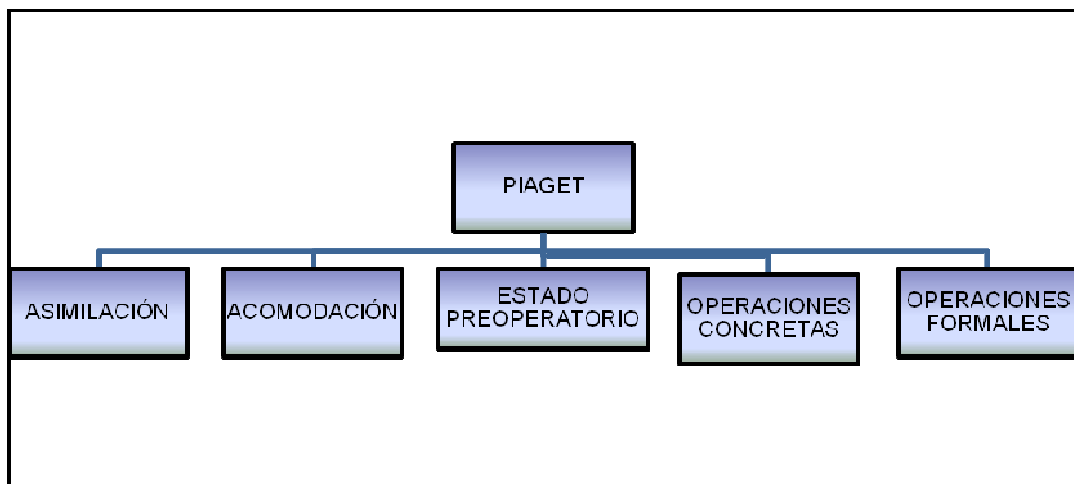 PIAGET
ASIMILACIÓN
ACOMODACIÓN
ESTADO
PREOPERATORIO
OPERACIONES
CONCRETAS
OPERACIONES
FORMALES